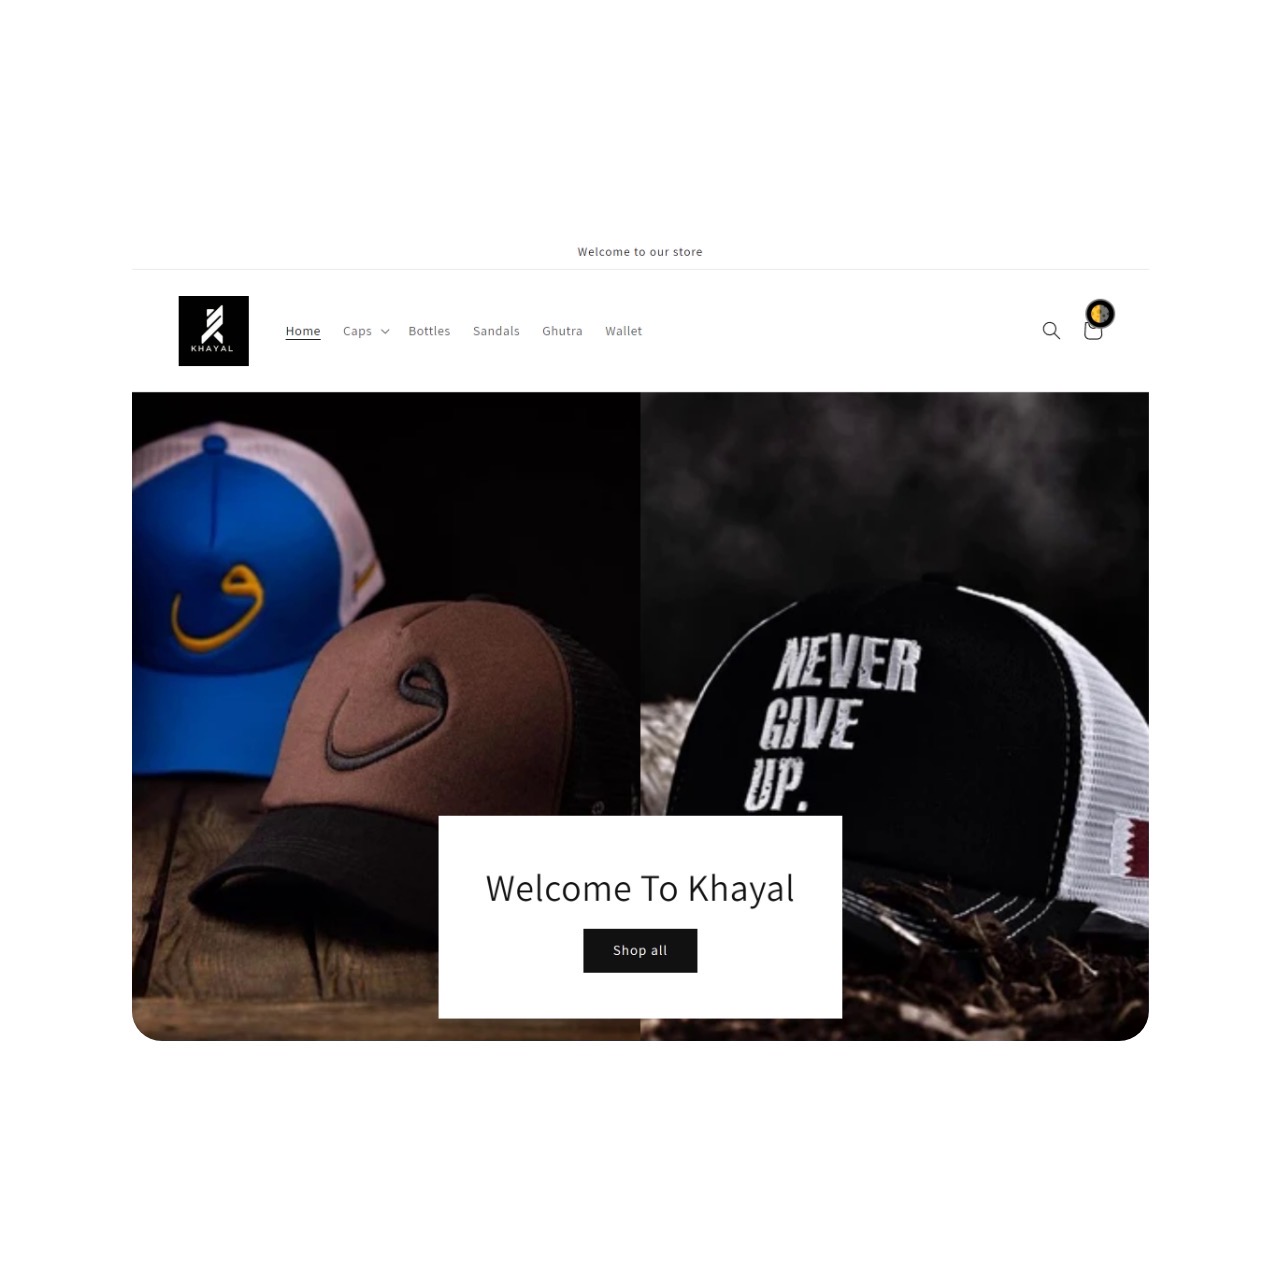 Welcome to our store
KHAYAL
Home Caps Bottles Sandals Ghutra Wallet
و
و
NEVER
GIVE
UP.
Welcome To Khayal
Shop all